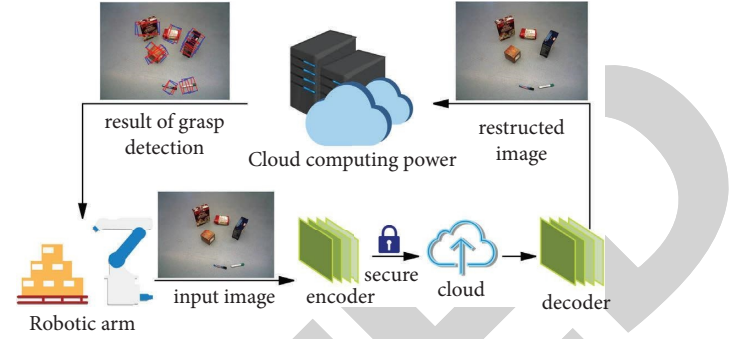 result of grasp
detection
Cloud computing power
restructed
image
input image
encoder
secure
cloud
decoder
Robotic arm